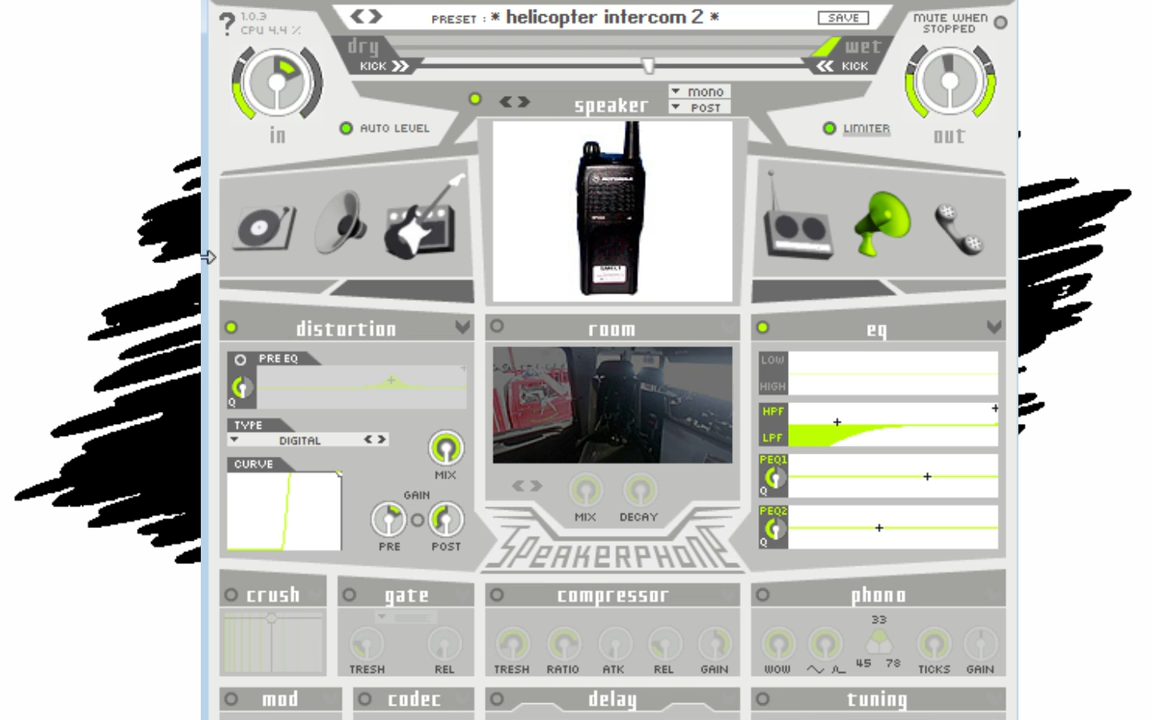 ?
1.0.3
CPU 4.4 %
PRESET : * helicopter intercom 2 *
SAVE
MUTE WHEN
STOPPED
dry
wet
KICK
KICK
in
AUTO LEVEL
speaker
mono
POST
LIMITER
out
MOTOROLA
distortion
room
eq
PRE EQ
Q
TYPE
DIGITAL
MIX
CURVE
GAIN
PRE
POST
MIX
DECAY
LOW
HIGH
HPF
LPF
PEQ1
Q
PEQ2
Q
SPEAKERPHONE
crush
gate
compressor
phono
TRESH
REL
TRESH
RATIO
ATK
REL
GAIN
33
45
78
WOW
TICKS
GAIN
mod
codec
delay
tuning